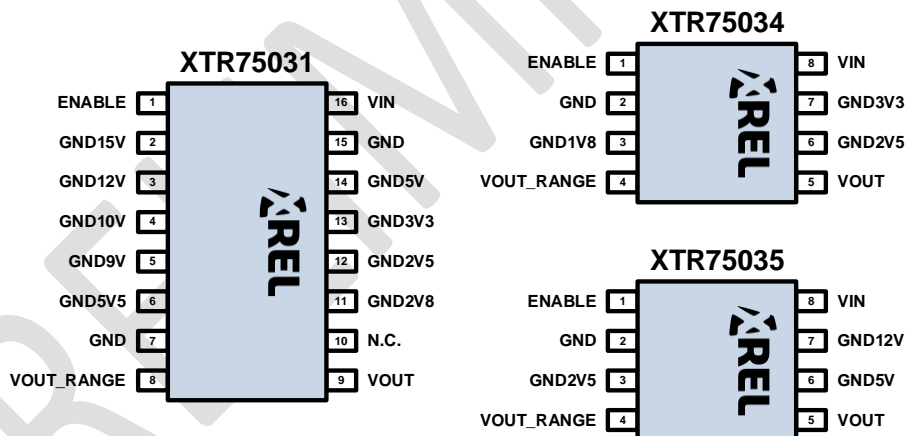 XTR75031
ENABLE 1
GND15V 2
GND12V 3
GND10V 4
GND9V 5
GND5V5 6
GND 7
VOUT_RANGE 8
16 VIN
15 GND
14 GND5V
13 GND3V3
12 GND2V5
11 GND2V8
10 N.C.
9 VOUT
XREL
XTR75034
ENABLE 1
GND 2
GND1V8 3
VOUT_RANGE 4
8 VIN
7 GND3V3
6 GND2V5
5 VOUT
XREL
XTR75035
ENABLE 1
GND 2
GND2V5 3
VOUT_RANGE 4
8 VIN
7 GND12V
6 GND5V
5 VOUT
XREL